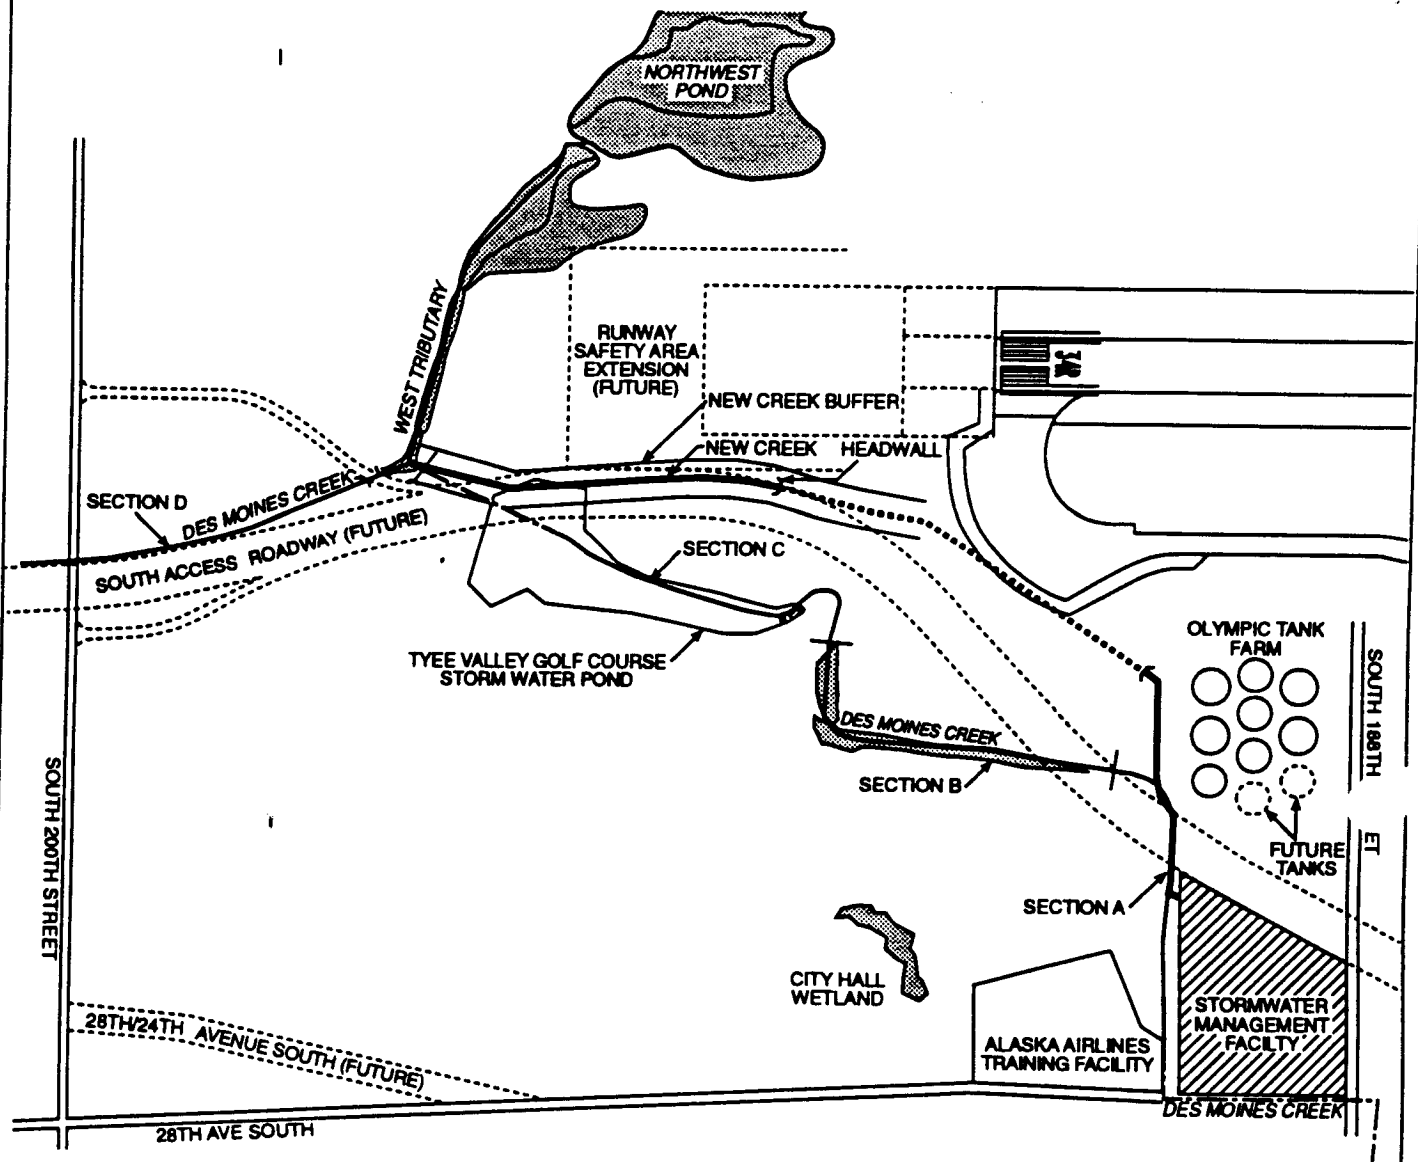 NORTHWEST
POND
WEST TRIBUTARY
RUNWAY
SAFETY AREA
EXTENSION
(FUTURE)
NEW CREEK BUFFER
NEW CREEK
HEADWALL
SECTION D
DES MOINES CREEK
SOUTH ACCESS ROADWAY (FUTURE)
SECTION C
TYEE VALLEY GOLF COURSE
STORM WATER POND
OLYMPIC TANK
FARM
SOUTH 188TH
ET
DES MOINES CREEK
SECTION B
FUTURE
TANKS
SOUTH 200TH STREET
SECTION A
CITY HALL
WETLAND
STORMWATER
MANAGEMENT
FACILTY
ALASKA AIRLINES
TRAINING FACILITY
28TH/24TH AVENUE SOUTH (FUTURE)
DES MOINES CREEK
28TH AVE SOUTH